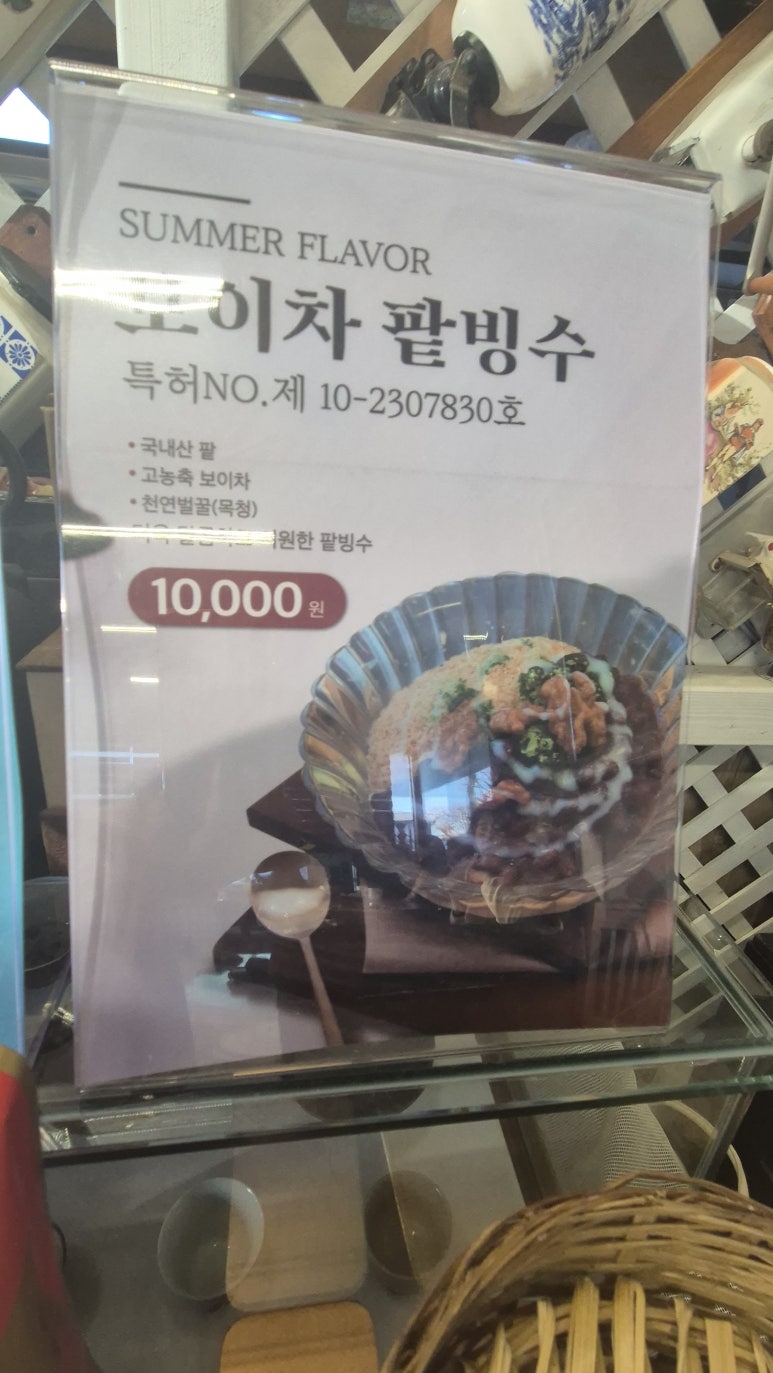 SUMMER FLAVOR
보이차 팥빙수
특허NO.제 10-2307830호
• 국내산 팥
• 고농축 보이차
• 천연벌꿀(목청)
팥빙수
10,000원